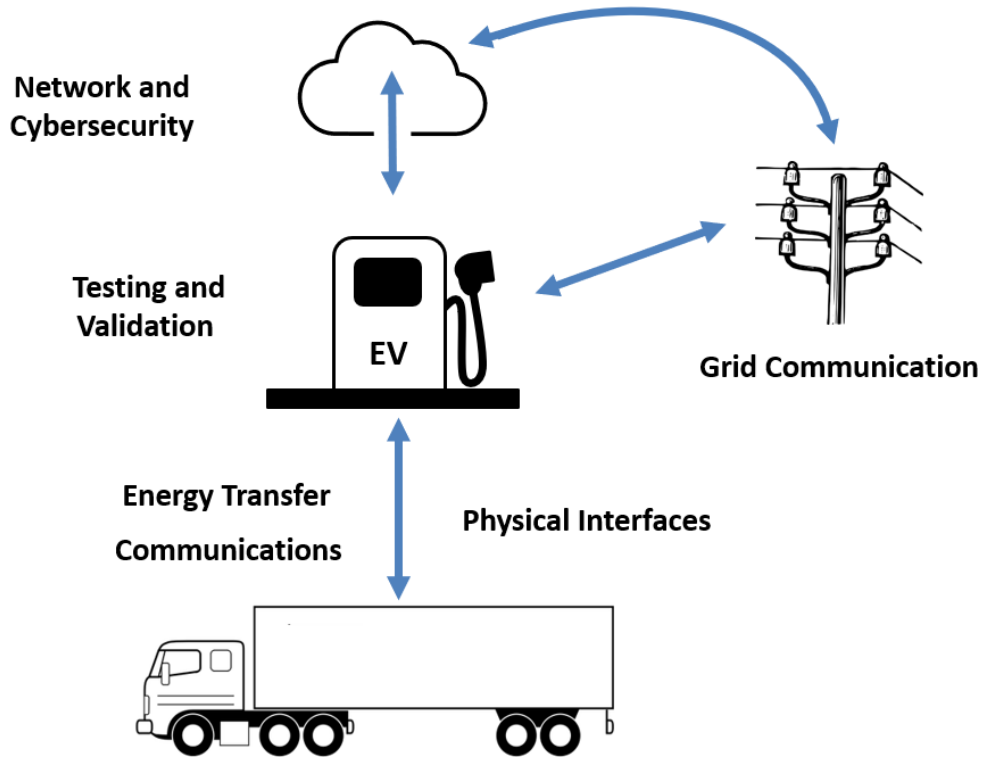 Network and
Cybersecurity
Testing and
Validation
EV
Grid Communication
Energy Transfer
Communications
Physical Interfaces